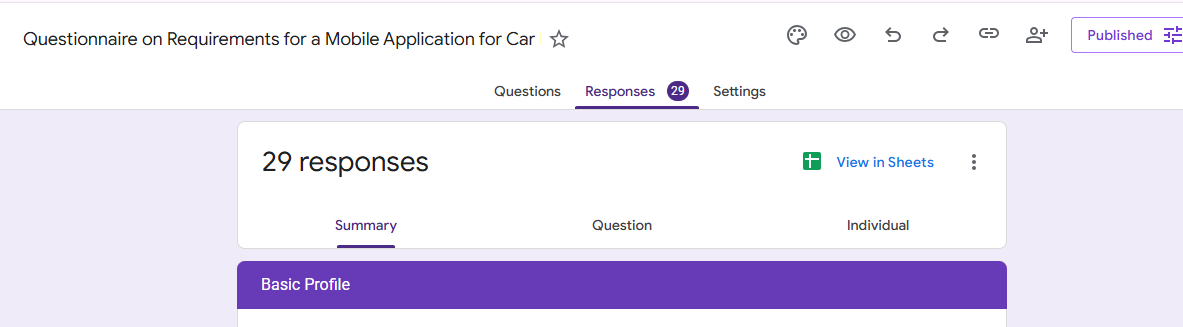 Questionnaire on Requirements for a Mobile Application for Car
Published
Questions Responses 29 Settings
29 responses
View in Sheets
Summary Question Individual
Basic Profile